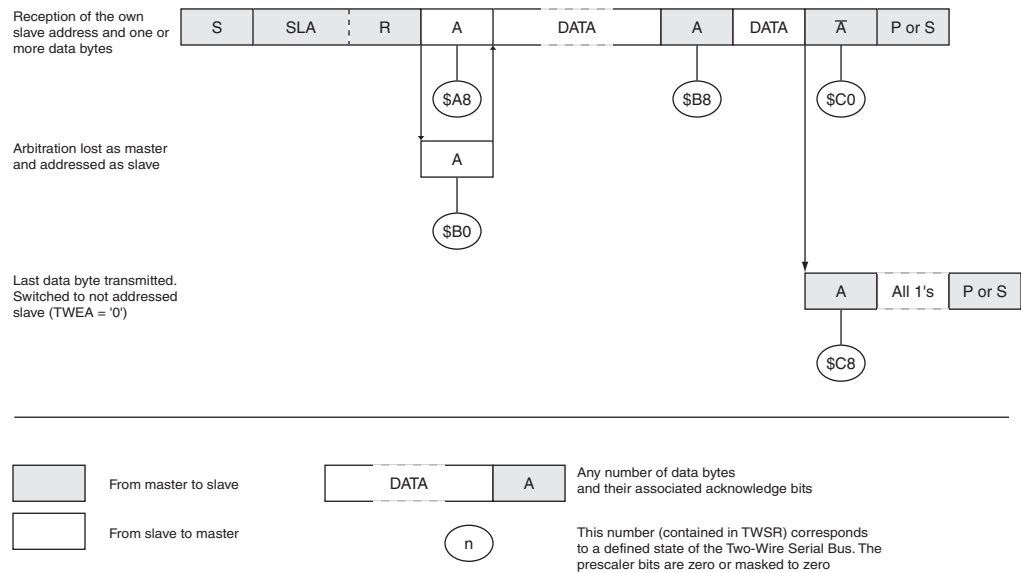 Reception of the own
slave address and one or
more data bytes
S SLA R A DATA A DATA A̅ P or S
$A8 $B8 $C0
Arbitration lost as master
and addressed as slave
A
$B0
Last data byte transmitted.
Switched to not addressed
slave (TWEA = '0')
A All 1's P or S
$C8
From master to slave
DATA A
Any number of data bytes
and their associated acknowledge bits
From slave to master
n
This number (contained in TWSR) corresponds
to a defined state of the Two-Wire Serial Bus. The
prescaler bits are zero or masked to zero